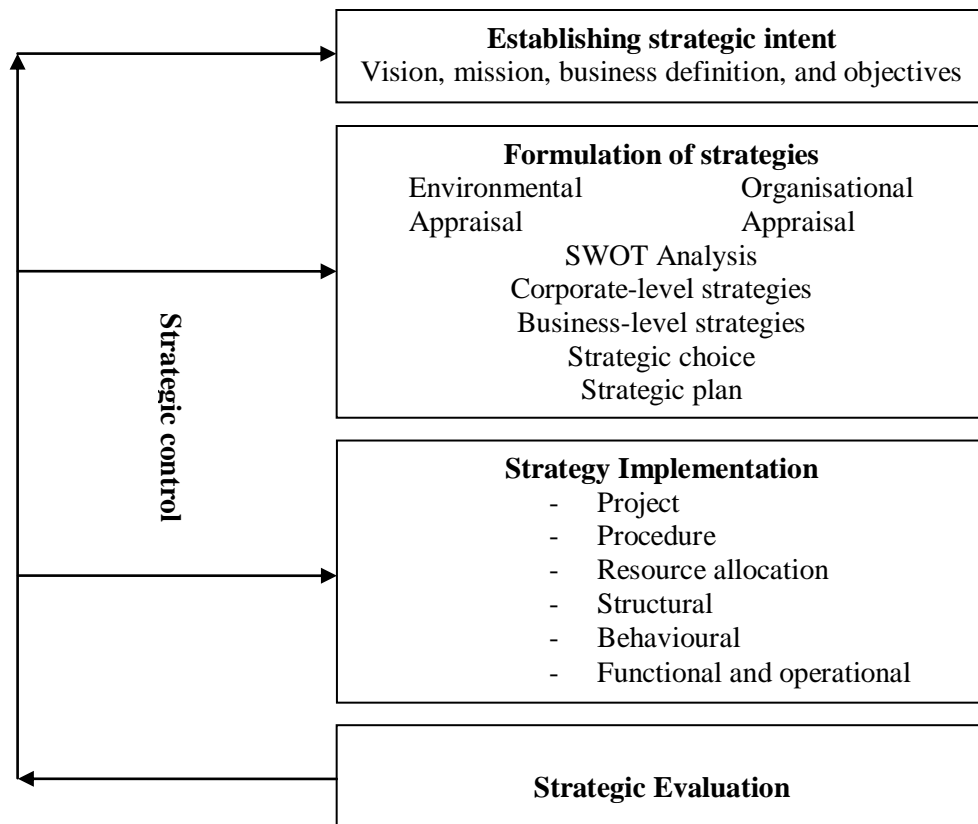 Establishing strategic intent
Vision, mission, business definition, and objectives
Formulation of strategies
Environmental Organisational
Appraisal Appraisal
SWOT Analysis
Corporate-level strategies
Business-level strategies
Strategic choice
Strategic plan
Strategic control
Strategy Implementation
- Project
- Procedure
- Resource allocation
- Structural
- Behavioural
- Functional and operational
Strategic Evaluation